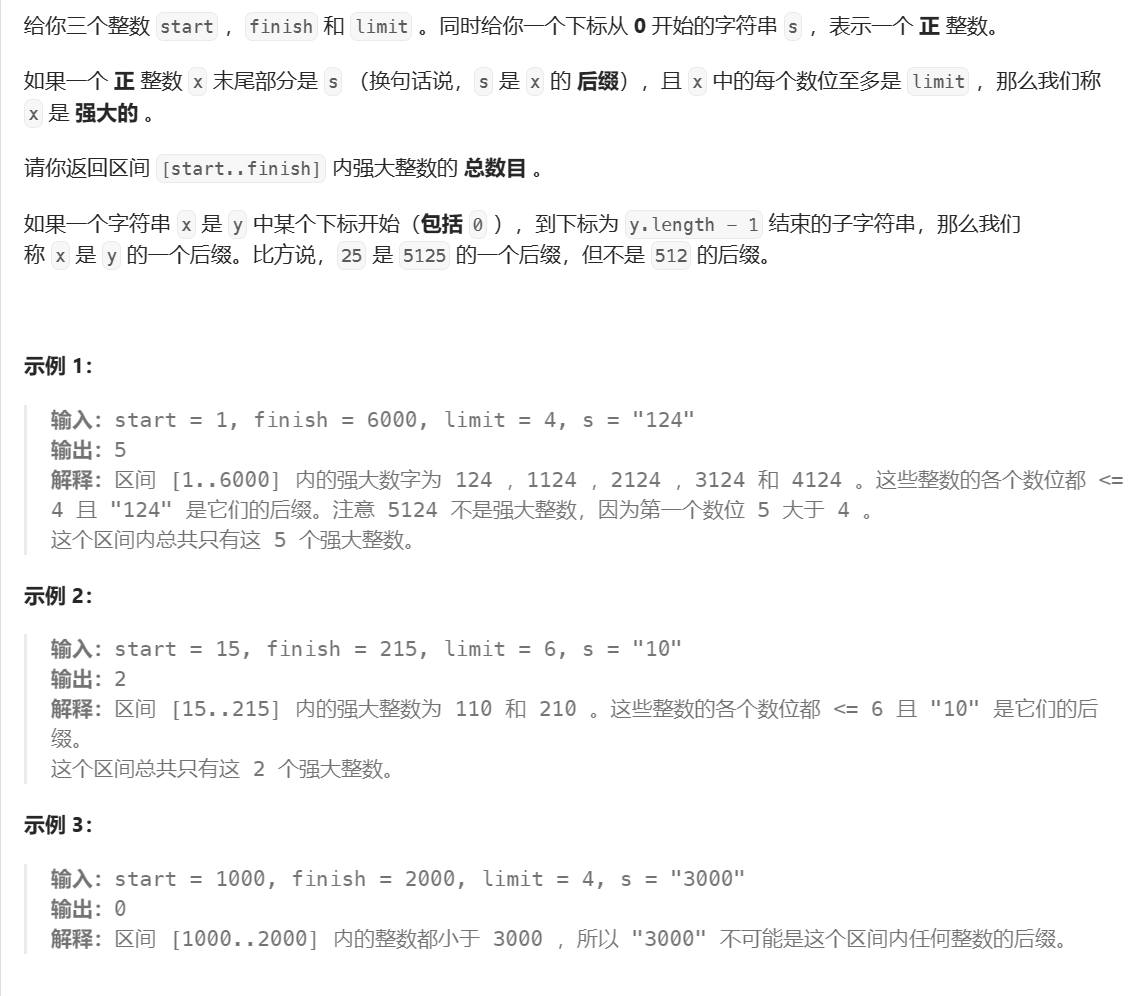 给你三个整数 start ，finish 和 limit 。同时给你一个下标从 0 开始的字符串 s ，表示一个 正 整数。
如果一个 正 整数 x 末尾部分是 s （换句话说，s 是 x 的 后缀），且 x 中的每个数位至多是 limit ，那么我们称
x 是 强大的 。
请你返回区间 [start..finish] 内强大整数的 总数目 。
如果一个字符串 x 是 y 中某个下标开始（包括 0 ），到下标为 y.length - 1 结束的子字符串，那么我们
称 x 是 y 的一个后缀。比方说，25 是 5125 的一个后缀，但不是 512 的后缀。
示例 1：
输入：start = 1, finish = 6000, limit = 4, s = "124"
输出：5
解释：区间 [1..6000] 内的强大数字为 124 ，1124 ，2124 ，3124 和 4124 。这些整数的各个数位都 <=
4 且 "124" 是它们的后缀。注意 5124 不是强大整数，因为第一个数位 5 大于 4 。
这个区间内总共只有这 5 个强大整数。
示例 2：
输入：start = 15, finish = 215, limit = 6, s = "10"
输出：2
解释：区间 [15..215] 内的强大整数为 110 和 210 。这些整数的各个数位都 <= 6 且 "10" 是它们的后
缀。
这个区间总共只有这 2 个强大整数。
示例 3：
输入：start = 1000, finish = 2000, limit = 4, s = "3000"
输出：0
解释：区间 [1000..2000] 内的整数都小于 3000 ，所以 "3000" 不可能是这个区间内任何整数的后缀。